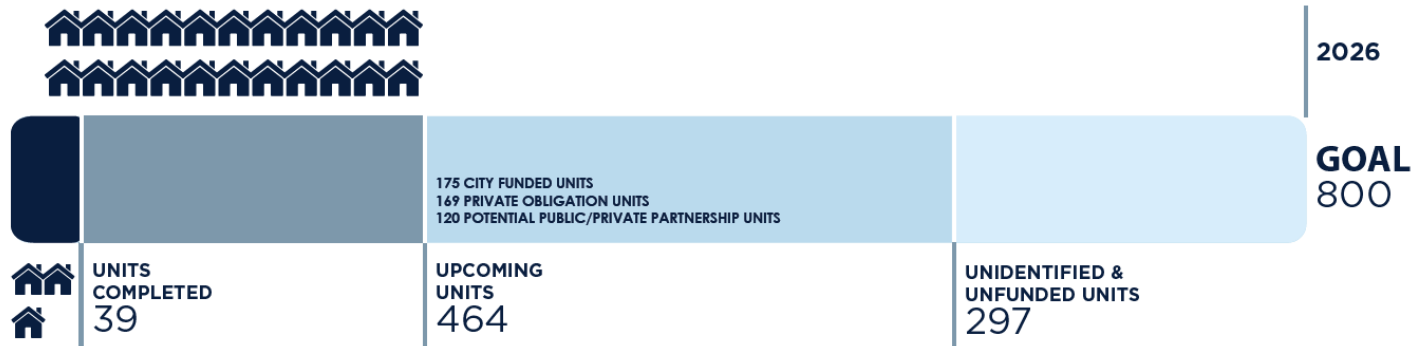 2026
GOAL
800
175 CITY FUNDED UNITS
169 PRIVATE OBLIGATION UNITS
120 POTENTIAL PUBLIC/PRIVATE PARTNERSHIP UNITS
UNITS
COMPLETED
39
UPCOMING
UNITS
464
UNIDENTIFIED &
UNFUNDED UNITS
297